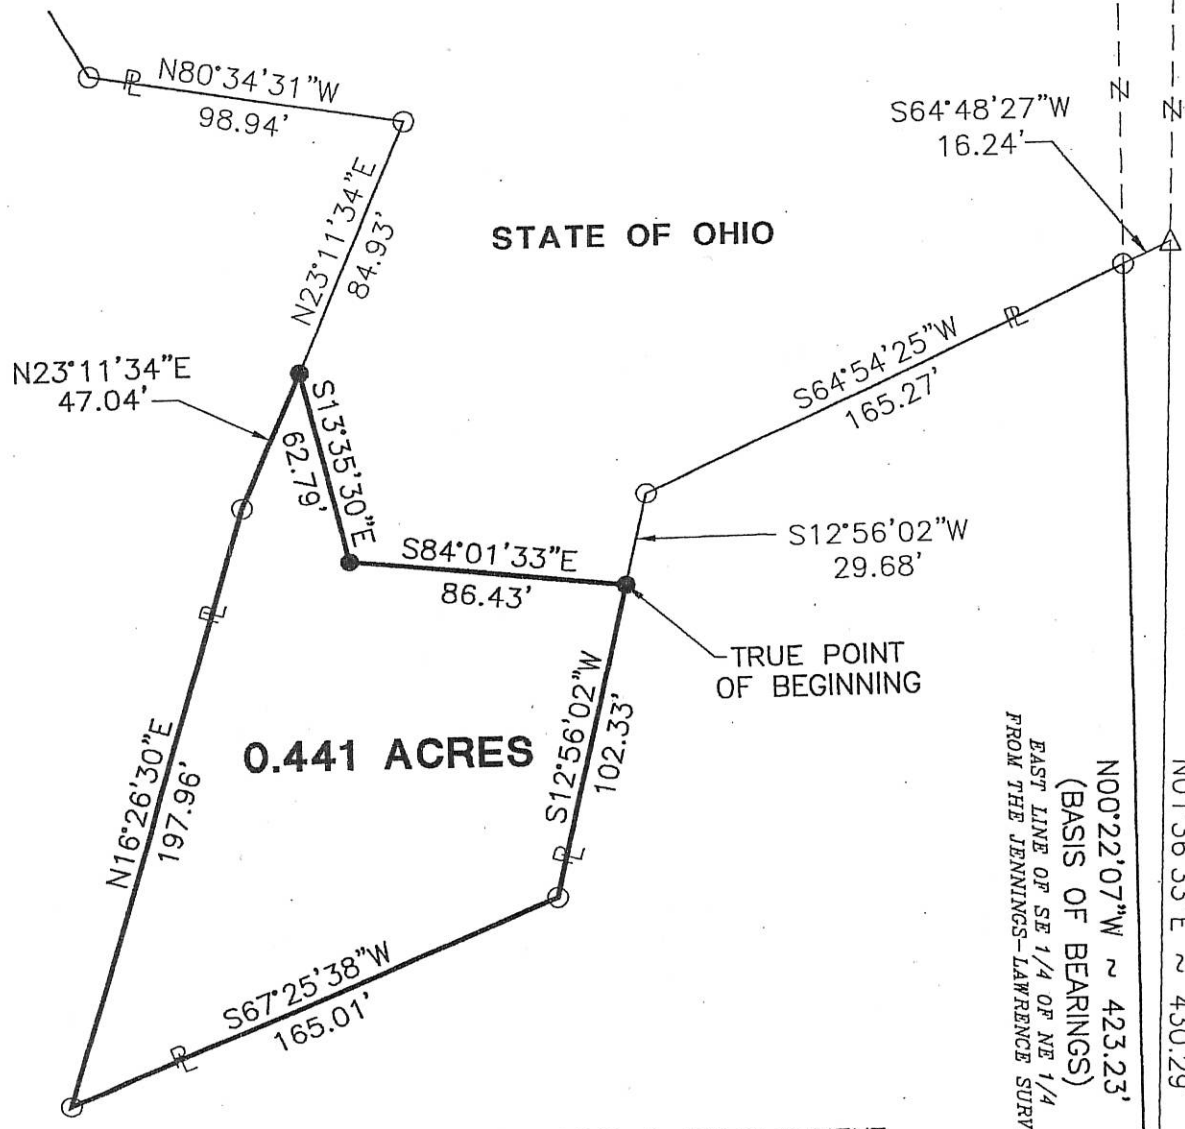 N80°34'31"W
98.94'
S64°48'27"W
16.24'
N23°11'34"E
84.93'
STATE OF OHIO
N23°11'34"E
47.04'
S13°35'30"E
62.79'
S64°54'25"W
165.27'
S84°01'33"E
86.43'
S12°56'02"W
29.68'
TRUE POINT
OF BEGINNING
N16°26'30"E
197.96'
0.441 ACRES
S12°56'02"W
102.33'
S67°25'38"W
165.01'
N00°22'07"W ~ 423.23'
(BASIS OF BEARINGS)
EAST LINE OF SE 1/4 OF NE 1/4
FROM THE JENNINGS-LAWRENCE SURV
E ~ 430.29